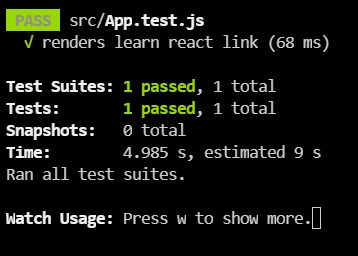 PASS src/App.test.js
√ renders learn react link (68 ms)
Test Suites: 1 passed, 1 total
Tests: 1 passed, 1 total
Snapshots: 0 total
Time: 4.985 s, estimated 9 s
Ran all test suites.
Watch Usage: Press w to show more.